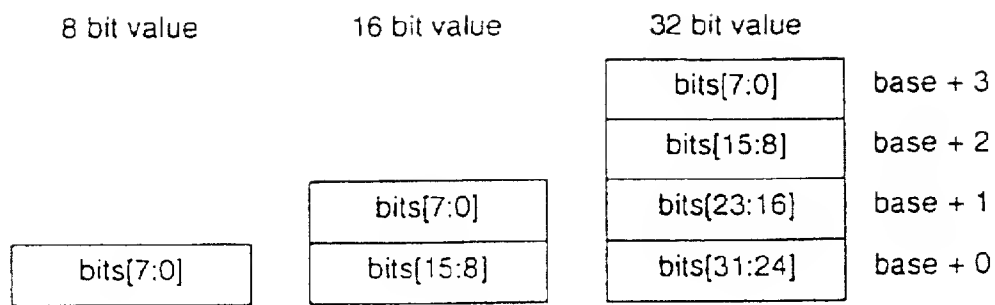 8 bit value 16 bit value 32 bit value
bits[7:0] base + 3
bits[15:8] base + 2
bits[7:0] bits[23:16] base + 1
bits[7:0] bits[15:8] bits[31:24] base + 0